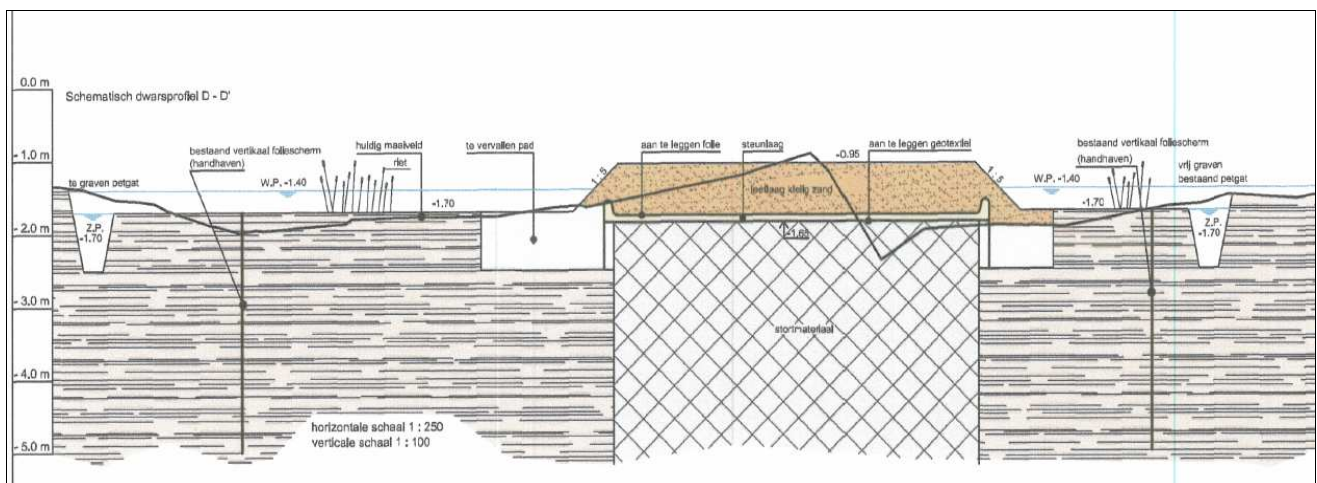 0.0 m
Schematisch dwarsprofiel D - D'
- 1.0 m
- 2.0 m
- 3.0 m
- 4.0 m
- 5.0 m
te graven petgat
Z.P.
-1.70
bestaand vertikaal foliescherm
(handhaven)
W.P. -1.40
huidig maaiveld
riet
-1.70
te vervallen pad
1:5
aan te leggen folie
steunlaag
-0.95
aan te leggen geotextiel
leeflaag kleiig zand
1:5
-1.65
stortmateriaal
W.P. -1.40
bestaand vertikaal foliescherm
(handhaven)
-1.70
vrij graven
bestaand petgat
Z.P.
-1.70
horizontale schaal 1 : 250
verticale schaal 1 : 100